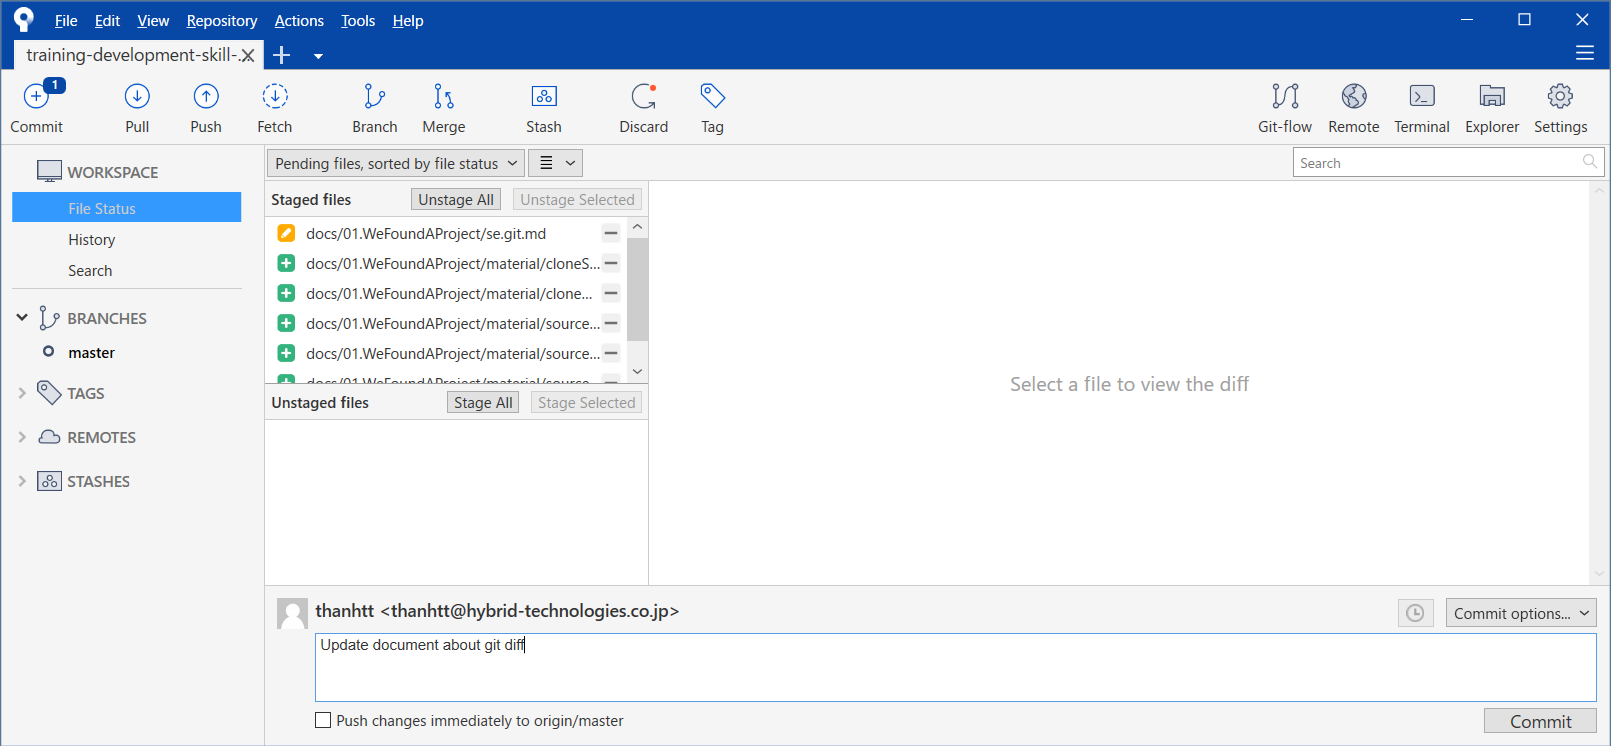 File Edit View Repository Actions Tools Help
training-development-skill-...
1
Commit Pull Push Fetch Branch Merge Stash Discard Tag Git-flow Remote Terminal Explorer Settings
WORKSPACE
File Status
History
Search
BRANCHES
master
TAGS
REMOTES
STASHES
Pending files, sorted by file status
Search
Staged files Unstage All Unstage Selected
docs/01.WeFoundAProject/se.git.md
docs/01.WeFoundAProject/material/cloneS...
docs/01.WeFoundAProject/material/clone...
docs/01.WeFoundAProject/material/source...
docs/01.WeFoundAProject/material/source...
docs/01.WeFoundAProject/material/source
Unstaged files Stage All Stage Selected
Select a file to view the diff
thanhtt <thanhtt@hybrid-technologies.co.jp>
Commit options...
Update document about git diff
Push changes immediately to origin/master
Commit